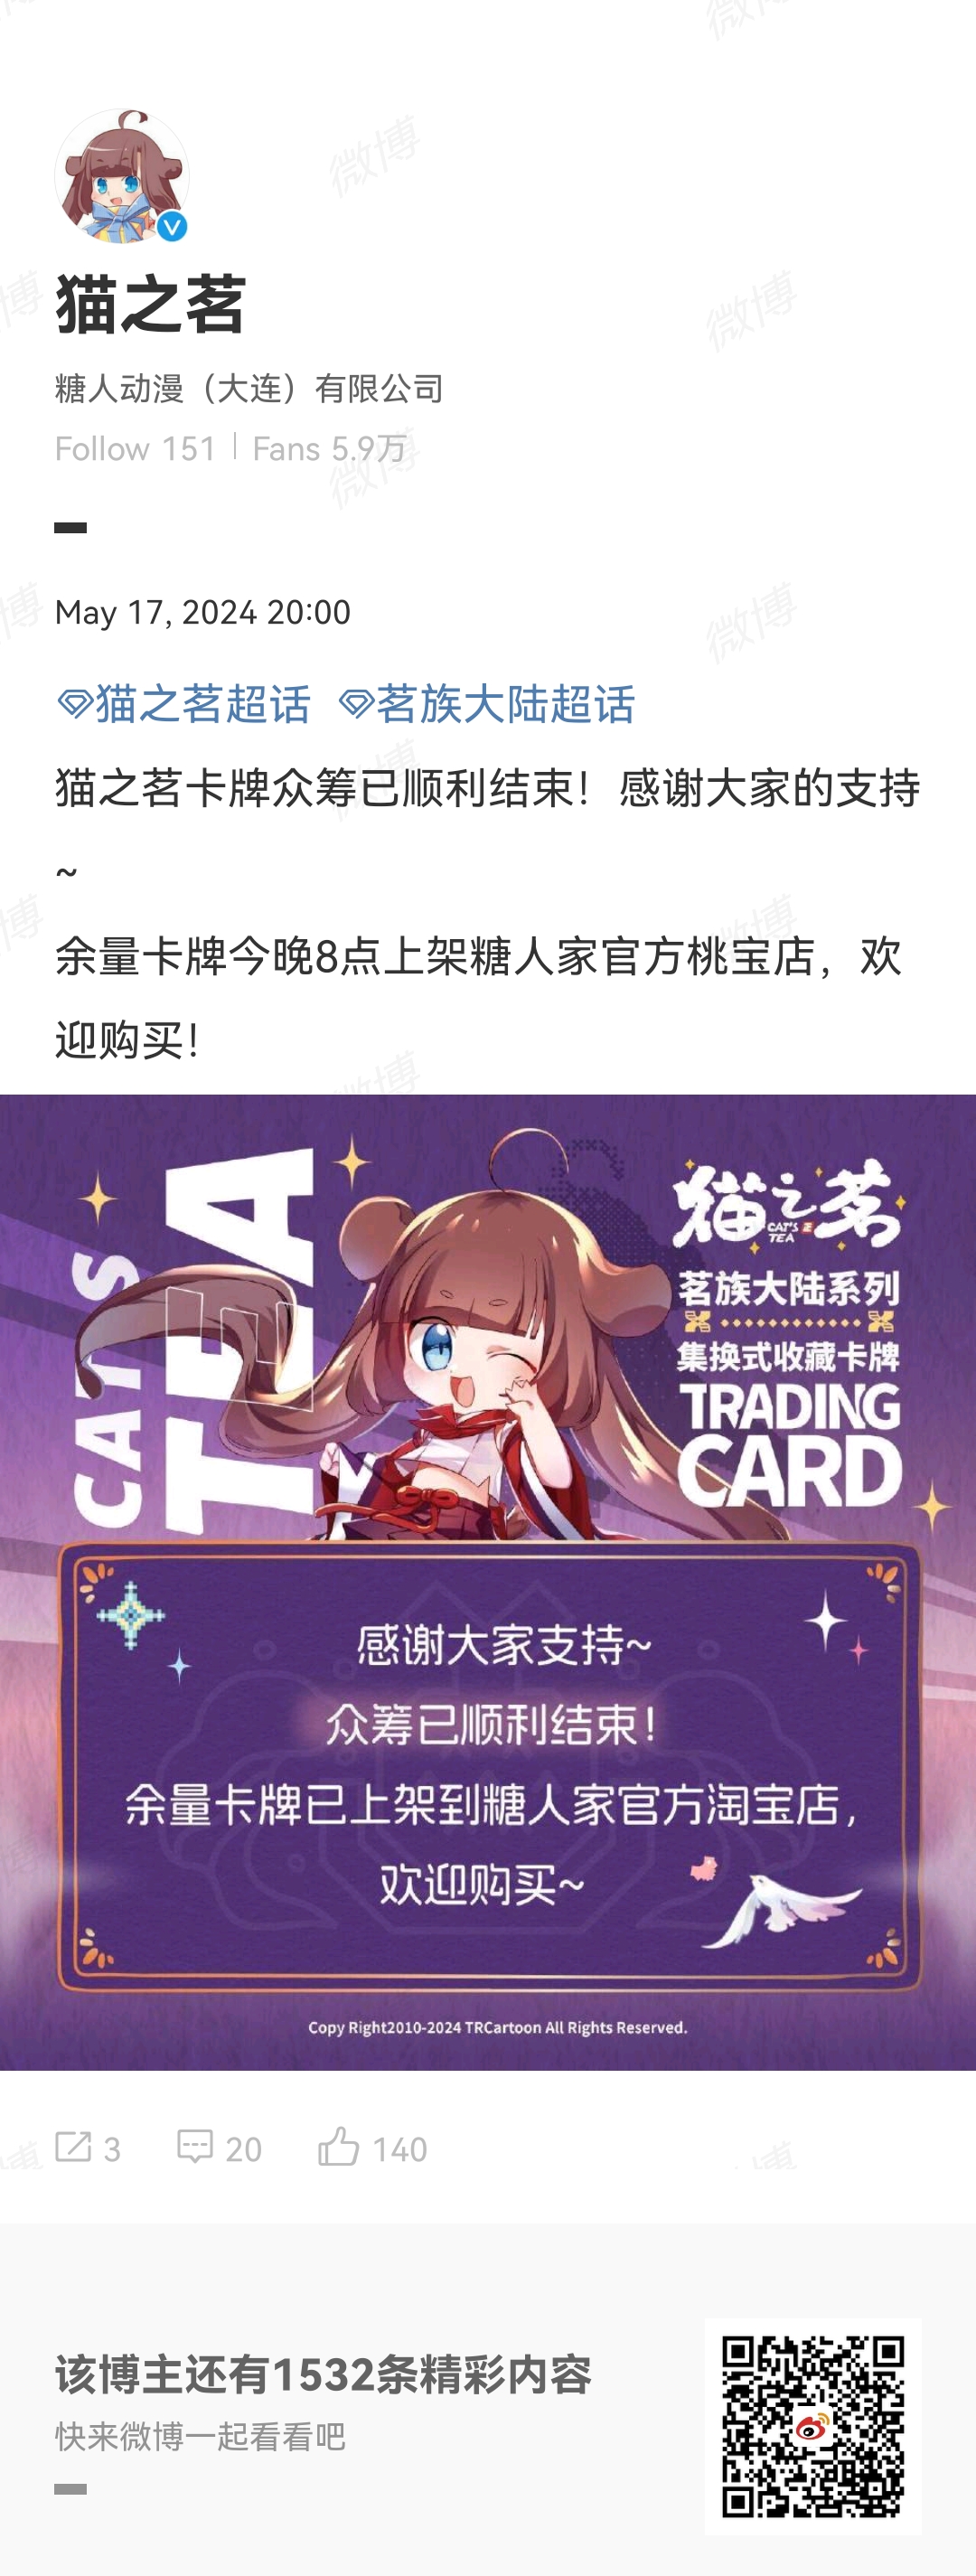 猫之茗
糖人动漫（大连）有限公司
Follow 151 | Fans 5.9万
May 17, 2024 20:00
猫之茗超话 茗族大陆超话
猫之茗卡牌众筹已顺利结束！感谢大家的支持
~
余量卡牌今晚8点上架糖人家官方桃宝店，欢
迎购买！
CAT'S
TEA
猫之茗
CAT'S
TEA
茗族大陆系列
集换式收藏卡牌
TRADING
CARD
感谢大家支持~
众筹已顺利结束！
余量卡牌已上架到糖人家官方淘宝店，
欢迎购买~
Copy Right2010-2024 TRCartoon All Rights Reserved.
3 20 140
该博主还有1532条精彩内容
快来微博一起看看吧
微博